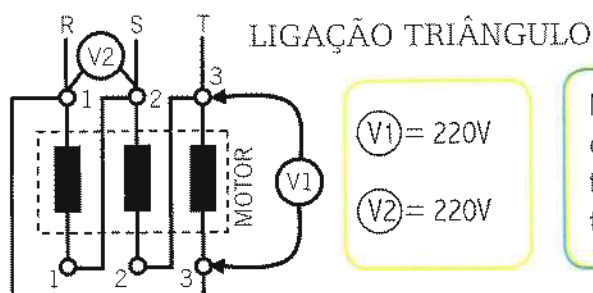 R S T LIGAÇÃO TRIÂNGULO
V2
1 2 3
V1 = 220V
MOTOR
V1
V2 = 220V
1 2 3